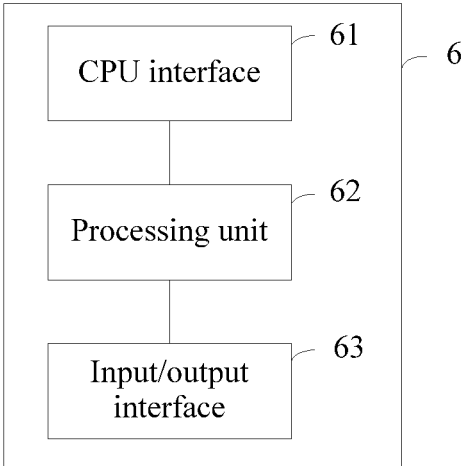 61
6
CPU interface
62
Processing unit
63
Input/output
interface